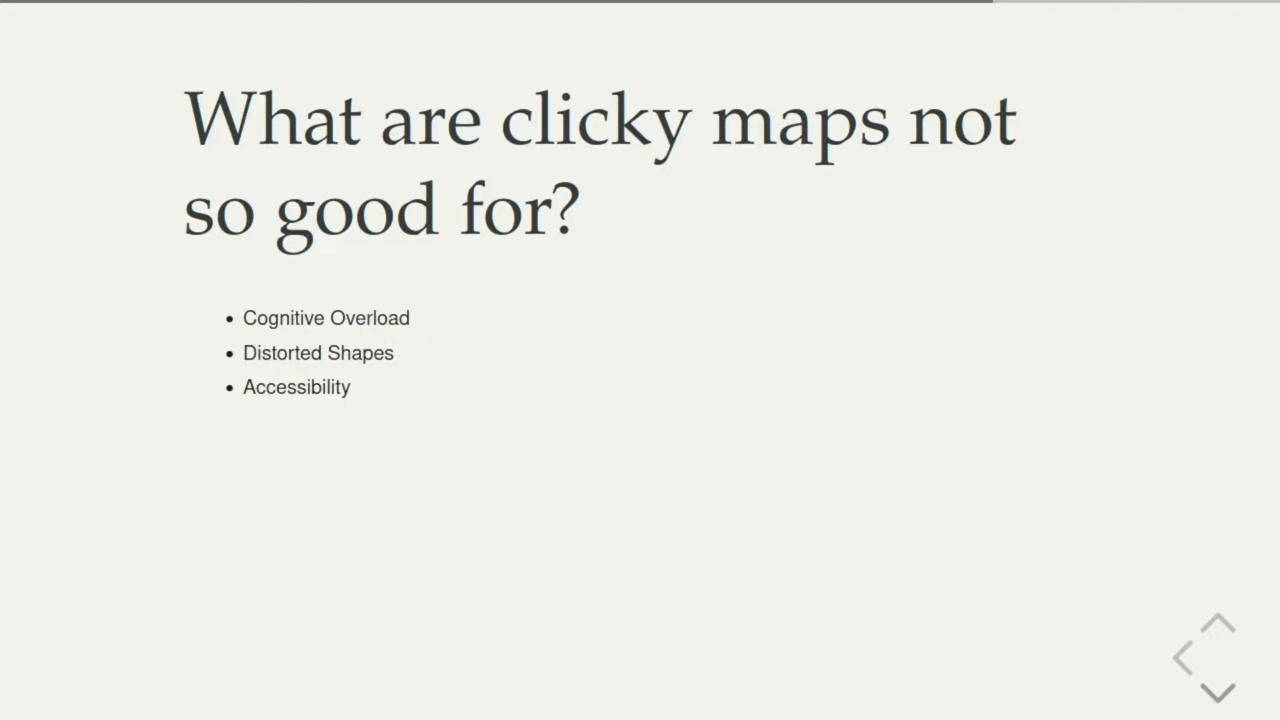 What are clicky maps not
so good for?
Cognitive Overload
Distorted Shapes
Accessibility